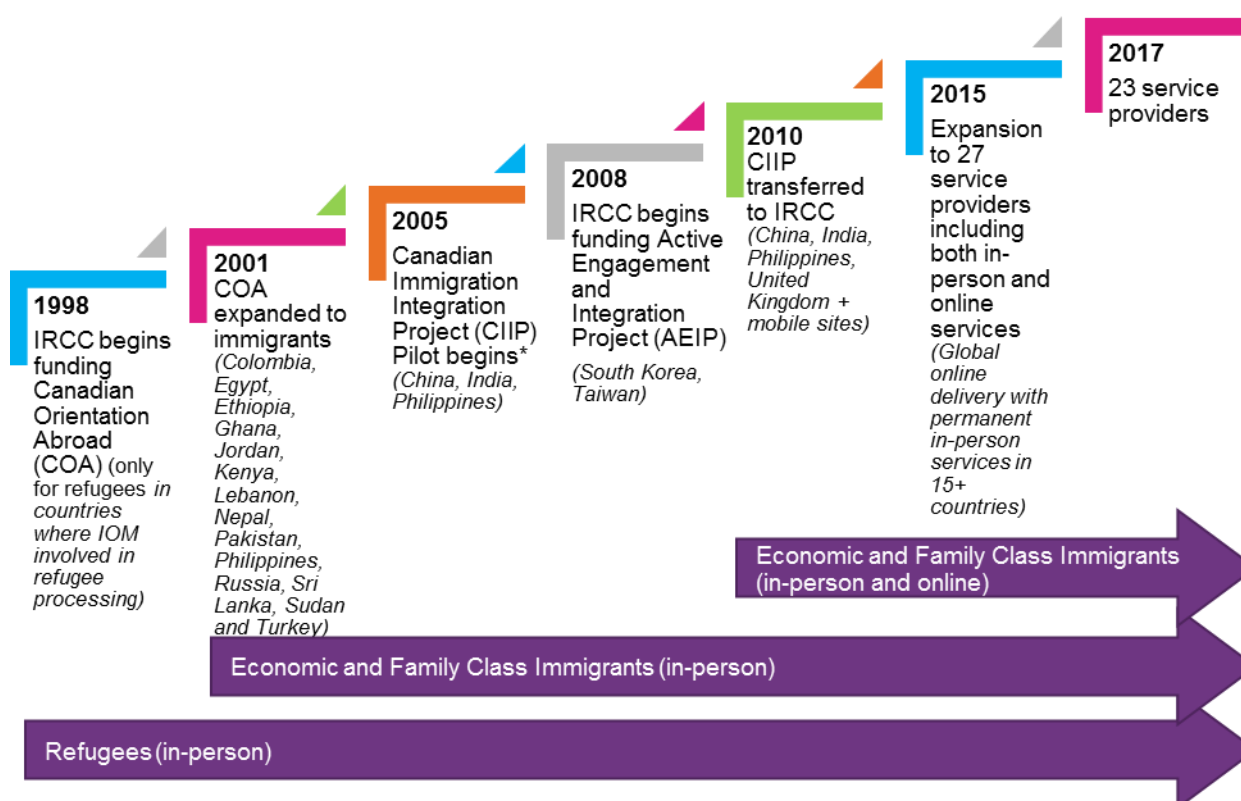 1998
IRCC begins
funding
Canadian
Orientation
Abroad
(COA) (only
for refugees in
countries
where IOM
involved in
refugee
processing)
2001
COA
expanded to
immigrants
(Colombia,
Egypt,
Ethiopia,
Ghana,
Jordan,
Kenya,
Lebanon,
Nepal,
Pakistan,
Philippines,
Russia, Sri
Lanka, Sudan
and Turkey)
2005
Canadian
Immigration
Integration
Project (CIIP)
Pilot begins*
(China, India,
Philippines)
2008
IRCC begins
funding Active
Engagement
and
Integration
Project (AEIP)
(South Korea,
Taiwan)
2010
CIIP
transferred
to IRCC
(China, India,
Philippines,
United
Kingdom +
mobile sites)
2015
Expansion
to 27
service
providers
including
both in-
person and
online
services
(Global
online
delivery with
permanent
in-person
services in
15+
countries)
2017
23 service
providers
Economic and Family Class Immigrants
(in-person and online)
Economic and Family Class Immigrants (in-person)
Refugees (in-person)